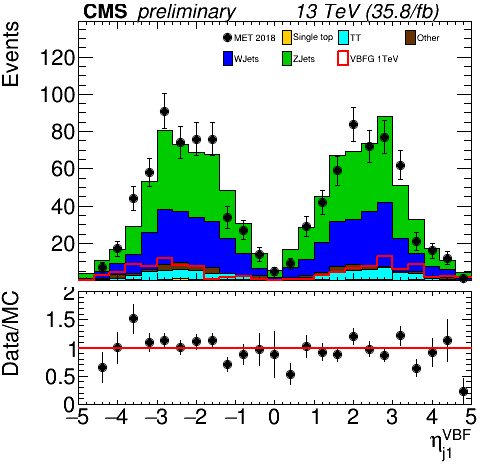 CMS preliminary 13 TeV (35.8/fb)
Events
MET 2018 Single top TT Other
WJets ZJets VBFG 1TeV
120
100
80
60
40
20
Data/MC
2
1.5
1
0.5
0
−5 −4 −3 −2 −1 0 1 2 3 4 5
η_{j1}^{VBF}